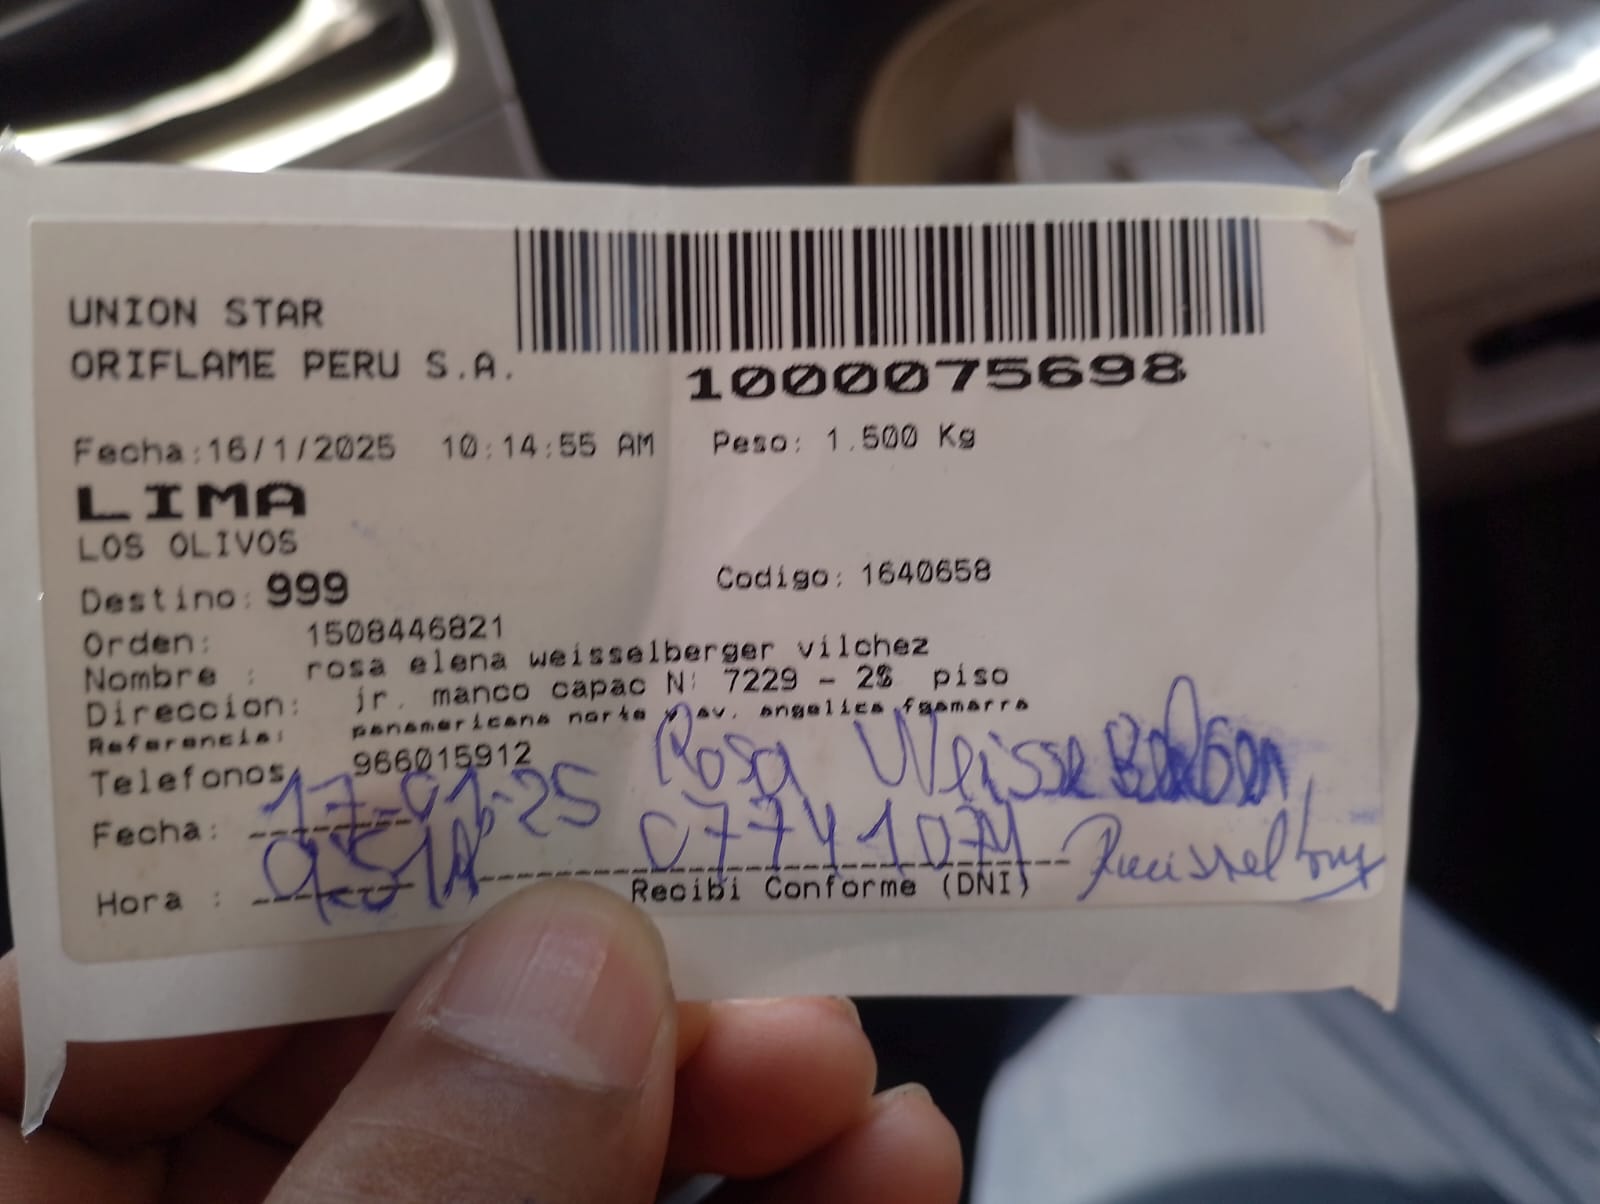 UNION STAR
ORIFLAME PERU S.A.
1000075698
Fecha:16/1/2025 10:14:55 AM Peso: 1.500 Kg
LIMA
LOS OLIVOS
Destino: 999 Codigo: 1640658
Orden: 1508446821
Nombre : rosa elena weisselberger vilchez
Direccion: jr. manco capac N: 7229 - 2$ piso
Referencia: panamericana norte y av. angelica fgamarra
Telefonos 966015912
Rosa
Fecha: 17-01-25
07741074
Hora :
Recibi Conforme (DNI)